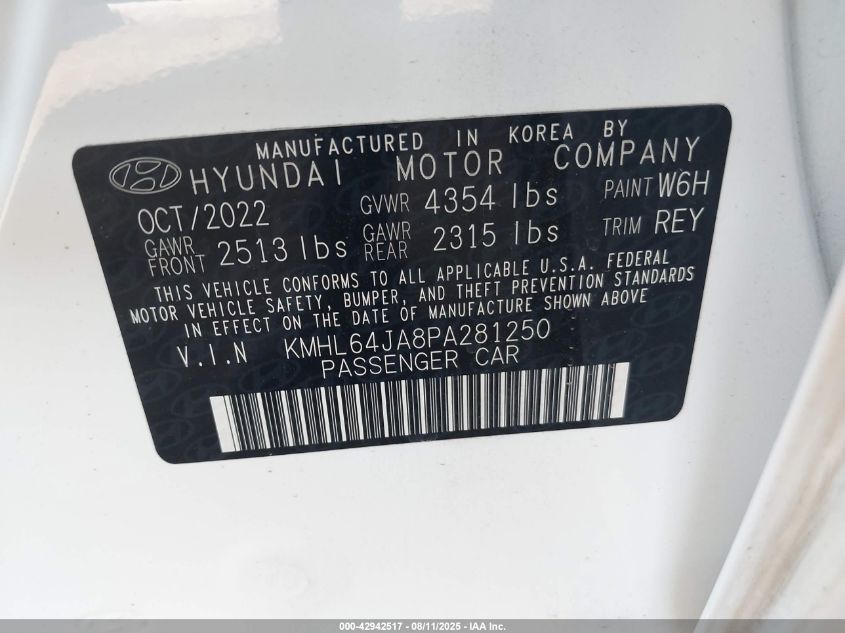 MANUFACTURED IN KOREA BY
HYUNDAI MOTOR COMPANY
OCT/2022 GVWR 4354 lbs PAINT W6H
GAWR FRONT 2513 lbs GAWR REAR 2315 lbs TRIM REY
THIS VEHICLE CONFORMS TO ALL APPLICABLE U.S.A. FEDERAL
MOTOR VEHICLE SAFETY, BUMPER, AND THEFT PREVENTION STANDARDS
IN EFFECT ON THE DATE OF MANUFACTURE SHOWN ABOVE
V.I.N KMHL64JA8PA281250
PASSENGER CAR
000-42942517 - 08/11/2025 - IAA Inc.